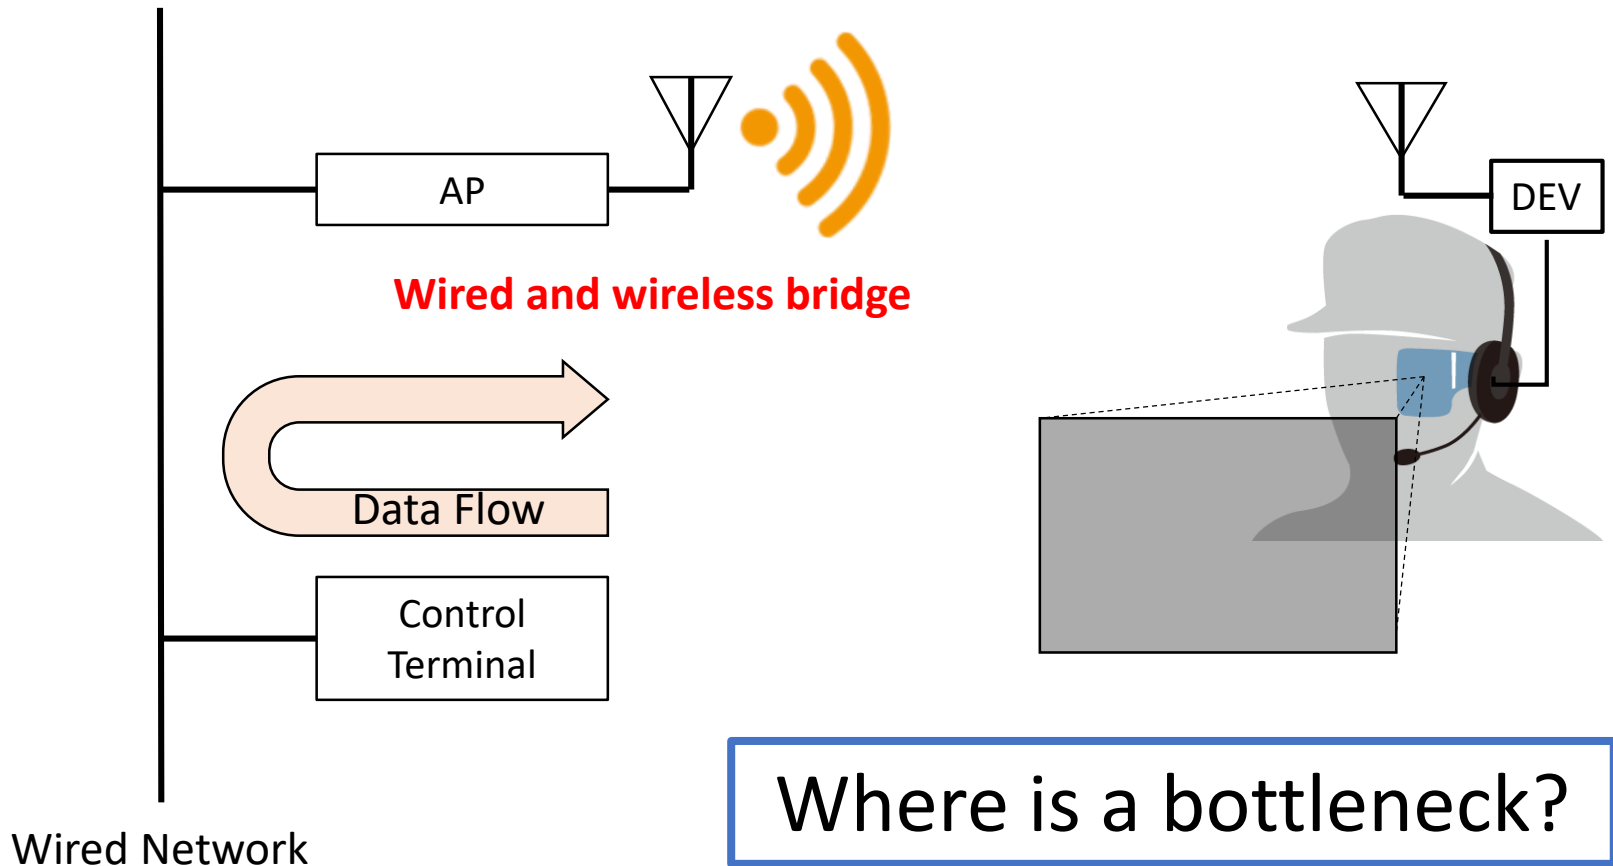 AP
DEV
Wired and wireless bridge
Data Flow
Control
Terminal
Where is a bottleneck?
Wired Network